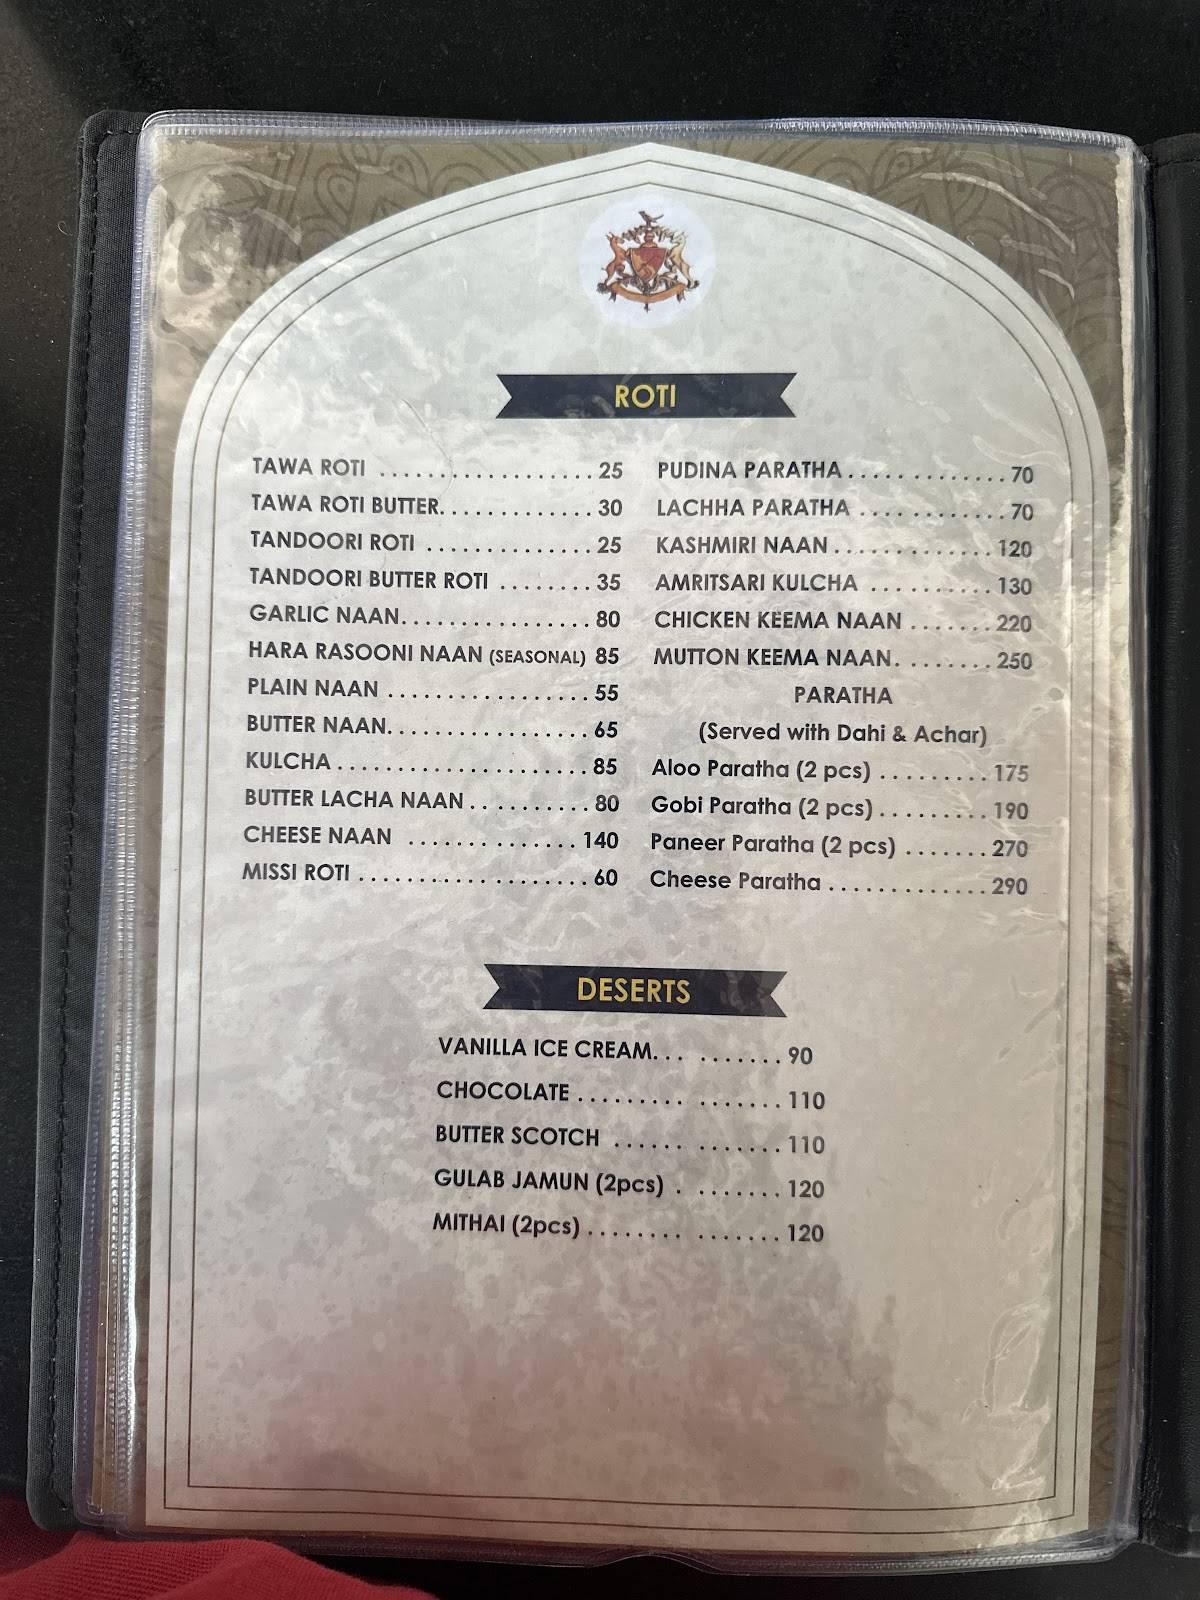 ROTI
TAWA ROTI .................. 25
TAWA ROTI BUTTER............. 30
TANDOORI ROTI .............. 25
TANDOORI BUTTER ROTI ........ 35
GARLIC NAAN................ 80
HARA RASOONI NAAN (SEASONAL) 85
PLAIN NAAN ................. 55
BUTTER NAAN................. 65
KULCHA ..................... 85
BUTTER LACHA NAAN .......... 80
CHEESE NAAN .............. 140
MISSI ROTI ................... 60
PUDINA PARATHA ............. 70
LACHHA PARATHA ............ 70
KASHMIRI NAAN ............. 120
AMRITSARI KULCHA .......... 130
CHICKEN KEEMA NAAN ....... 220
MUTTON KEEMA NAAN........ 250
PARATHA
(Served with Dahi & Achar)
Aloo Paratha (2 pcs) ......... 175
Gobi Paratha (2 pcs) ......... 190
Paneer Paratha (2 pcs) ....... 270
Cheese Paratha ............. 290
DESERTS
VANILLA ICE CREAM... ....... 90
CHOCOLATE ......... ....... 110
BUTTER SCOTCH ...... ....... 110
GULAB JAMUN (2pcs) . ....... 120
MITHAI (2pcs) ........ ....... 120